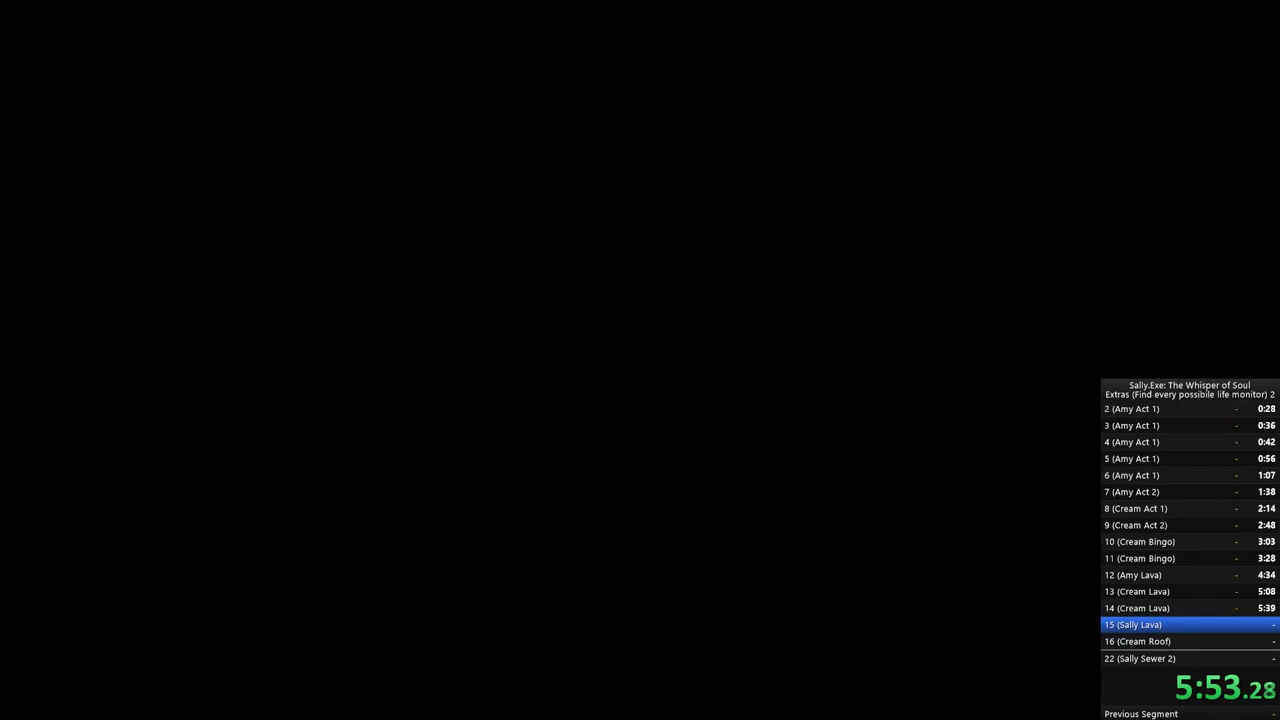 Sally.Exe: The Whisper of Soul
Extras (Find every possibile life monitor) 2
2 (Amy Act 1) - 0:28
3 (Amy Act 1) - 0:36
4 (Amy Act 1) - 0:42
5 (Amy Act 1) - 0:56
6 (Amy Act 1) - 1:07
7 (Amy Act 2) - 1:38
8 (Cream Act 1) - 2:14
9 (Cream Act 2) - 2:48
10 (Cream Bingo) - 3:03
11 (Cream Bingo) - 3:28
12 (Amy Lava) - 4:34
13 (Cream Lava) - 5:08
14 (Cream Lava) - 5:39
15 (Sally Lava) -
16 (Cream Roof) -
22 (Sally Sewer 2) -
5:53.28
Previous Segment -